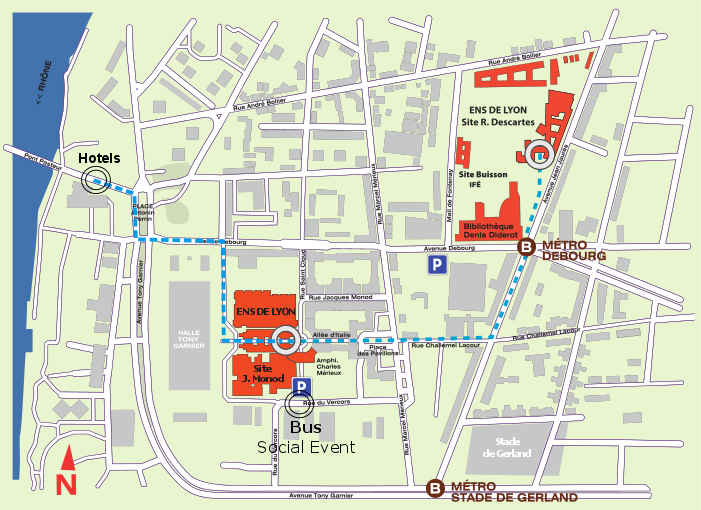 << RHÔNE
Rue André Bollier
Rue André Bollier
ENS DE LYON
Site R. Descartes
Hotels
Pont Pasteur
Site Buisson
IFÉ
Avenue Jean Jaurès
Rue Marcel Mérieux
Mail de Fontenay
PLACE
Antonin
Perrin
Bibliothèque
Denis Diderot
Debourg
Avenue Debourg
B MÉTRO
DEBOURG
P
Avenue Tony Garnier
Rue Saint Cloud
Rue Jacques Monod
ENS DE LYON
HALLE
TONY
GARNIER
Allée d'Italie
Place
des Pavillons
Rue Challemel Lacour
Rue Challemel Lacour
Amphi.
Charles
Mérieux
Site
J. Monod
P
Rue du Vercors
Bus
Social Event
Rue du Vercors
Rue Marcel Mérieux
Stade
de Gerland
N
B MÉTRO
STADE DE GERLAND
Avenue Tony Garnier